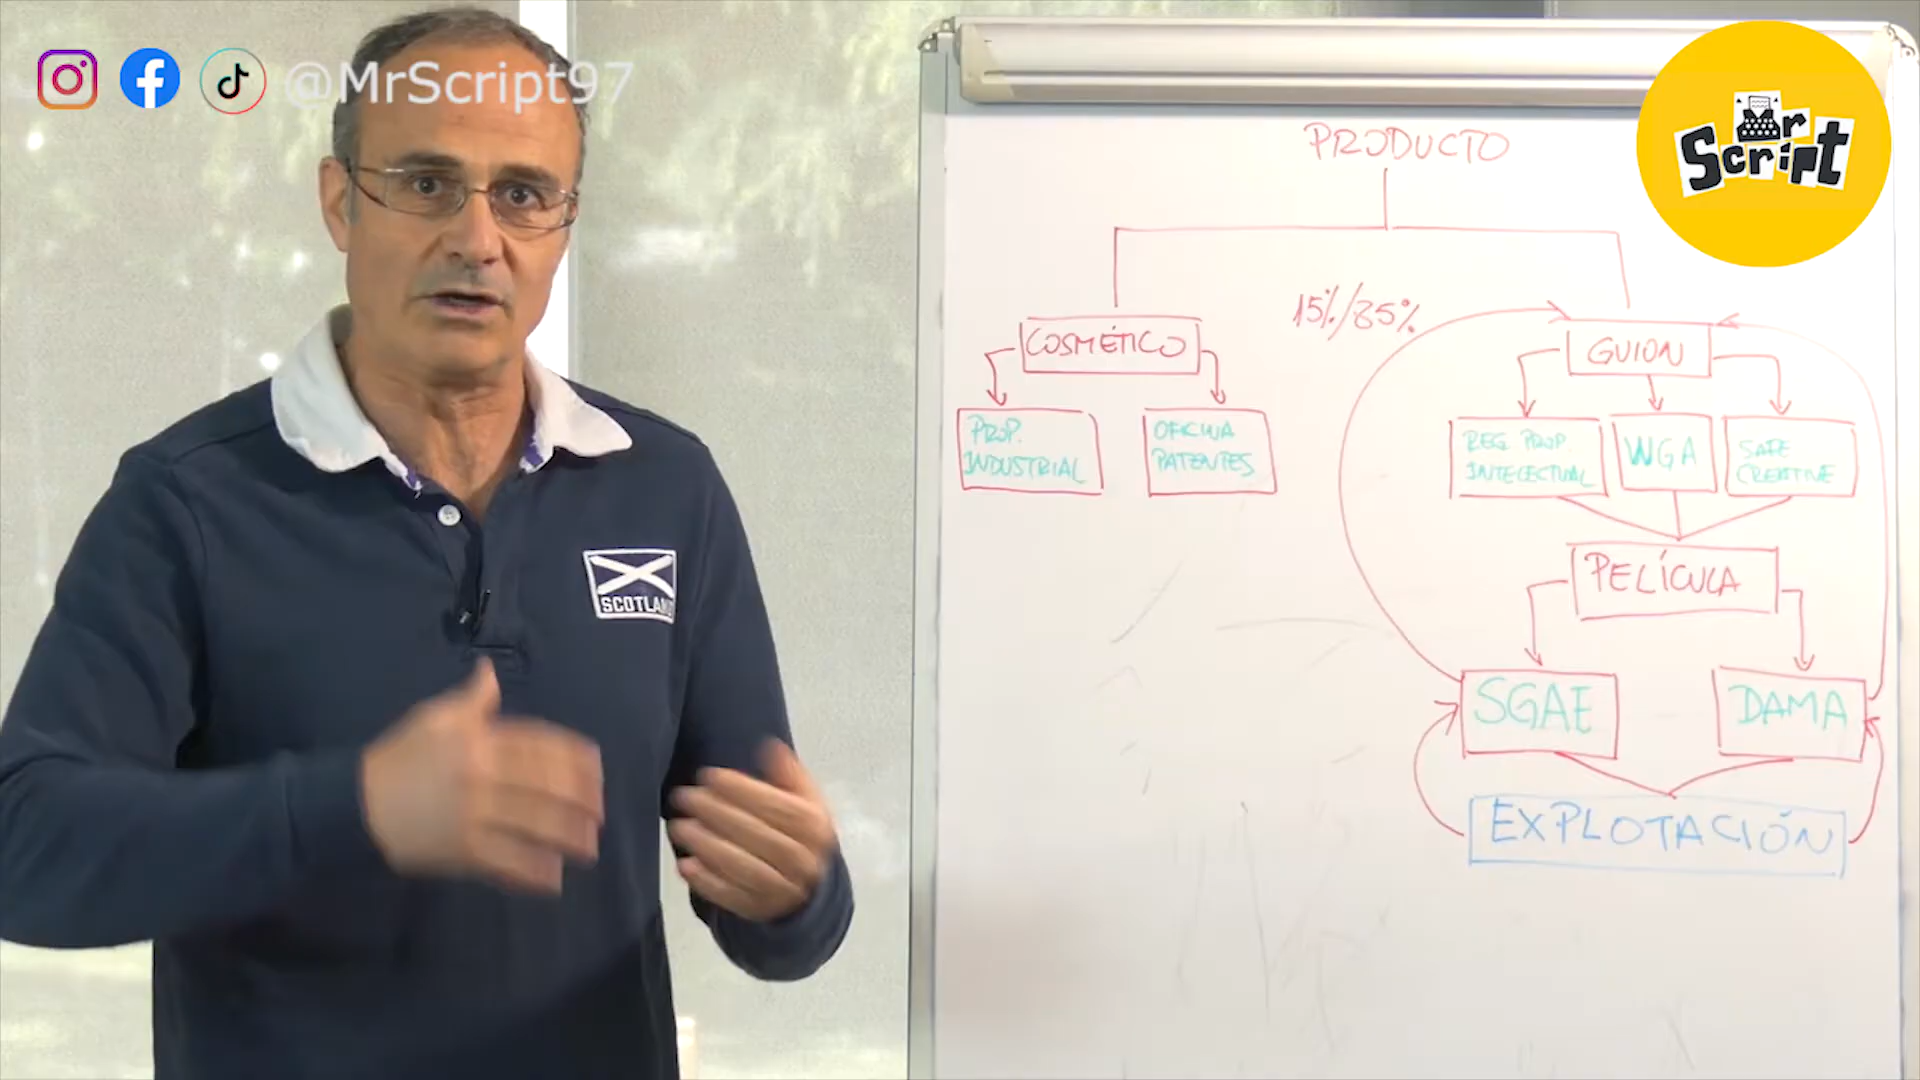 @MrScript97
Mr
Script
PRODUCTO
15%/85%
COSMÉTICO
GUION
PROP.
INDUSTRIAL
OFICINA
PATENTES
REG. PROP.
INTELECTUAL
WGA
SAFE
CREATIVE
PELÍCULA
SCOTLAND
SGAE
DAMA
EXPLOTACIÓN